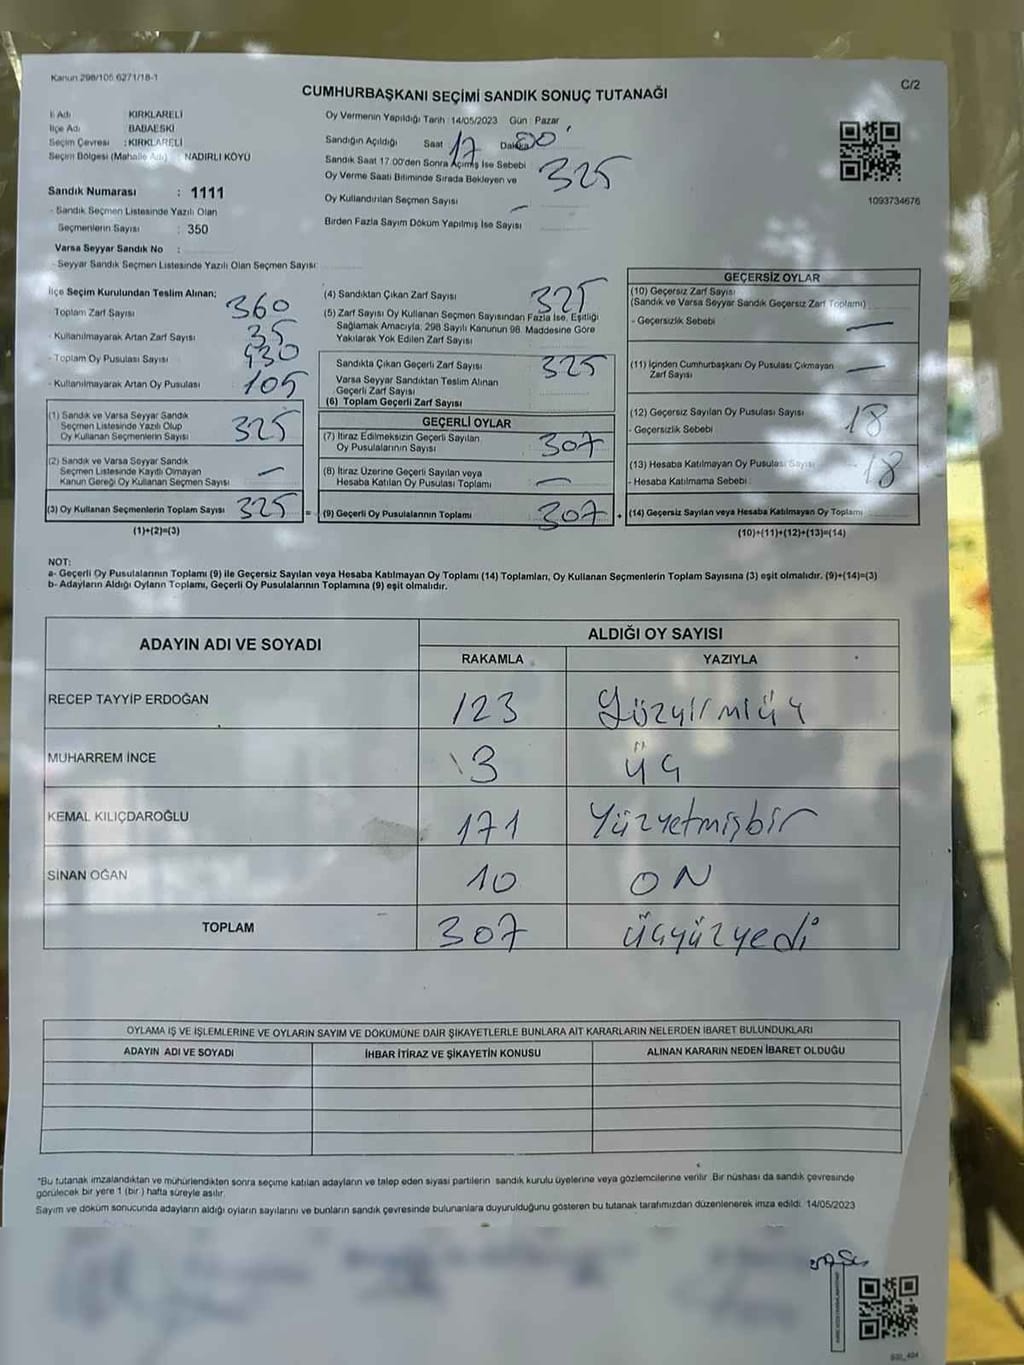 Kanun 298/105 6271/18-1
C/2
CUMHURBAŞKANI SEÇİMİ SANDIK SONUÇ TUTANAĞI
İl Adı KIRKLARELİ
İlçe Adı BABAESKİ
Seçim Çevresi : KIRKLARELİ
Seçim Bölgesi (Mahalle Adı) NADIRLI KÖYÜ
Sandık Numarası : 1111
- Sandık Seçmen Listesinde Yazılı Olan
Seçmenlerin Sayısı : 350
Varsa Seyyar Sandık No :
- Seyyar Sandık Seçmen Listesinde Yazılı Olan Seçmen Sayısı:
Oy Vermenin Yapıldığı Tarih :14/05/2023 Gün : Pazar
Sandığın Açıldığı Saat 17 Dakika 00
Sandık Saat 17.00'den Sonra Açılmış İse Sebebi
Oy Verme Saati Bitiminde Sırada Bekleyen ve 325
Oy Kullandırılan Seçmen Sayısı
Birden Fazla Sayım Döküm Yapılmış İse Sayısı —
1093734676
İlçe Seçim Kurulundan Teslim Alınan;
Toplam Zarf Sayısı 360
- Kullanılmayarak Artan Zarf Sayısı 35
- Toplam Oy Pusulası Sayısı 430
- Kullanılmayarak Artan Oy Pusulası 105
(1) Sandık ve Varsa Seyyar Sandık
Seçmen Listesinde Yazılı Olup
Oy Kullanan Seçmenlerin Sayısı 325
(2) Sandık ve Varsa Seyyar Sandık
Seçmen Listesinde Kayıtlı Olmayan
Kanun Gereği Oy Kullanan Seçmen Sayısı —
(3) Oy Kullanan Seçmenlerin Toplam Sayısı 325 =
(1)+(2)=(3)
(4) Sandıktan Çıkan Zarf Sayısı 325
(5) Zarf Sayısı Oy Kullanan Seçmen Sayısından Fazla İse, Eşitliği
Sağlamak Amacıyla, 298 Sayılı Kanunun 98. Maddesine Göre
Yakılarak Yok Edilen Zarf Sayısı
Sandıkta Çıkan Geçerli Zarf Sayısı 325
Varsa Seyyar Sandıktan Teslim Alınan
Geçerli Zarf Sayısı
(6) Toplam Geçerli Zarf Sayısı
GEÇERLİ OYLAR
(7) İtiraz Edilmeksizin Geçerli Sayılan
Oy Pusulalarının Sayısı 307
(8) İtiraz Üzerine Geçerli Sayılan veya
Hesaba Katılan Oy Pusulası Toplamı —
(9) Geçerli Oy Pusulalarının Toplamı 307 +
GEÇERSİZ OYLAR
(10) Geçersiz Zarf Sayısı
(Sandık ve Varsa Seyyar Sandık Geçersiz Zarf Toplamı)
- Geçersizlik Sebebi —
(11) İçinden Cumhurbaşkanı Oy Pusulası Çıkmayan
Zarf Sayısı —
(12) Geçersiz Sayılan Oy Pusulası Sayısı 18
- Geçersizlik Sebebi
(13) Hesaba Katılmayan Oy Pusulası Sayısı 18
- Hesaba Katılmama Sebebi
(14) Geçersiz Sayılan veya Hesaba Katılmayan Oy Toplamı
(10)+(11)+(12)+(13)=(14)
NOT:
a- Geçerli Oy Pusulalarının Toplamı (9) ile Geçersiz Sayılan veya Hesaba Katılmayan Oy Toplamı (14) Toplamları, Oy Kullanan Seçmenlerin Toplam Sayısına (3) eşit olmalıdır. (9)+(14)=(3)
b- Adayların Aldığı Oyların Toplamı, Geçerli Oy Pusulalarının Toplamına (9) eşit olmalıdır.
ADAYIN ADI VE SOYADI ALDIĞI OY SAYISI
RAKAMLA YAZIYLA
RECEP TAYYİP ERDOĞAN 123 Yüzyirmiüç
MUHARREM İNCE 3 üç
KEMAL KILIÇDAROĞLU 171 Yüzyetmişbir
SİNAN OĞAN 10 ON
TOPLAM 307 üçyüzyedi
OYLAMA İŞ VE İŞLEMLERİNE VE OYLARIN SAYIM VE DÖKÜMÜNE DAİR ŞİKAYETLERLE BUNLARA AİT KARARLARIN NELERDEN İBARET BULUNDUKLARI
ADAYIN ADI VE SOYADI İHBAR İTİRAZ VE ŞİKAYETİN KONUSU ALINAN KARARIN NEDEN İBARET OLDUĞU
*Bu tutanak imzalandıktan ve mühürlendikten sonra seçime katılan adayların ve talep eden siyasi partilerin sandık kurulu üyelerine veya gözlemcilerine verilir. Bir nüshası da sandık çevresinde
görülecek bir yere 1 (bir) hafta süreyle asılır.
Sayım ve döküm sonucunda adayların aldığı oyların sayılarını ve bunların sandık çevresinde bulunanlara duyurulduğunu gösteren bu tutanak tarafımızdan düzenlenerek imza edildi. 14/05/2023